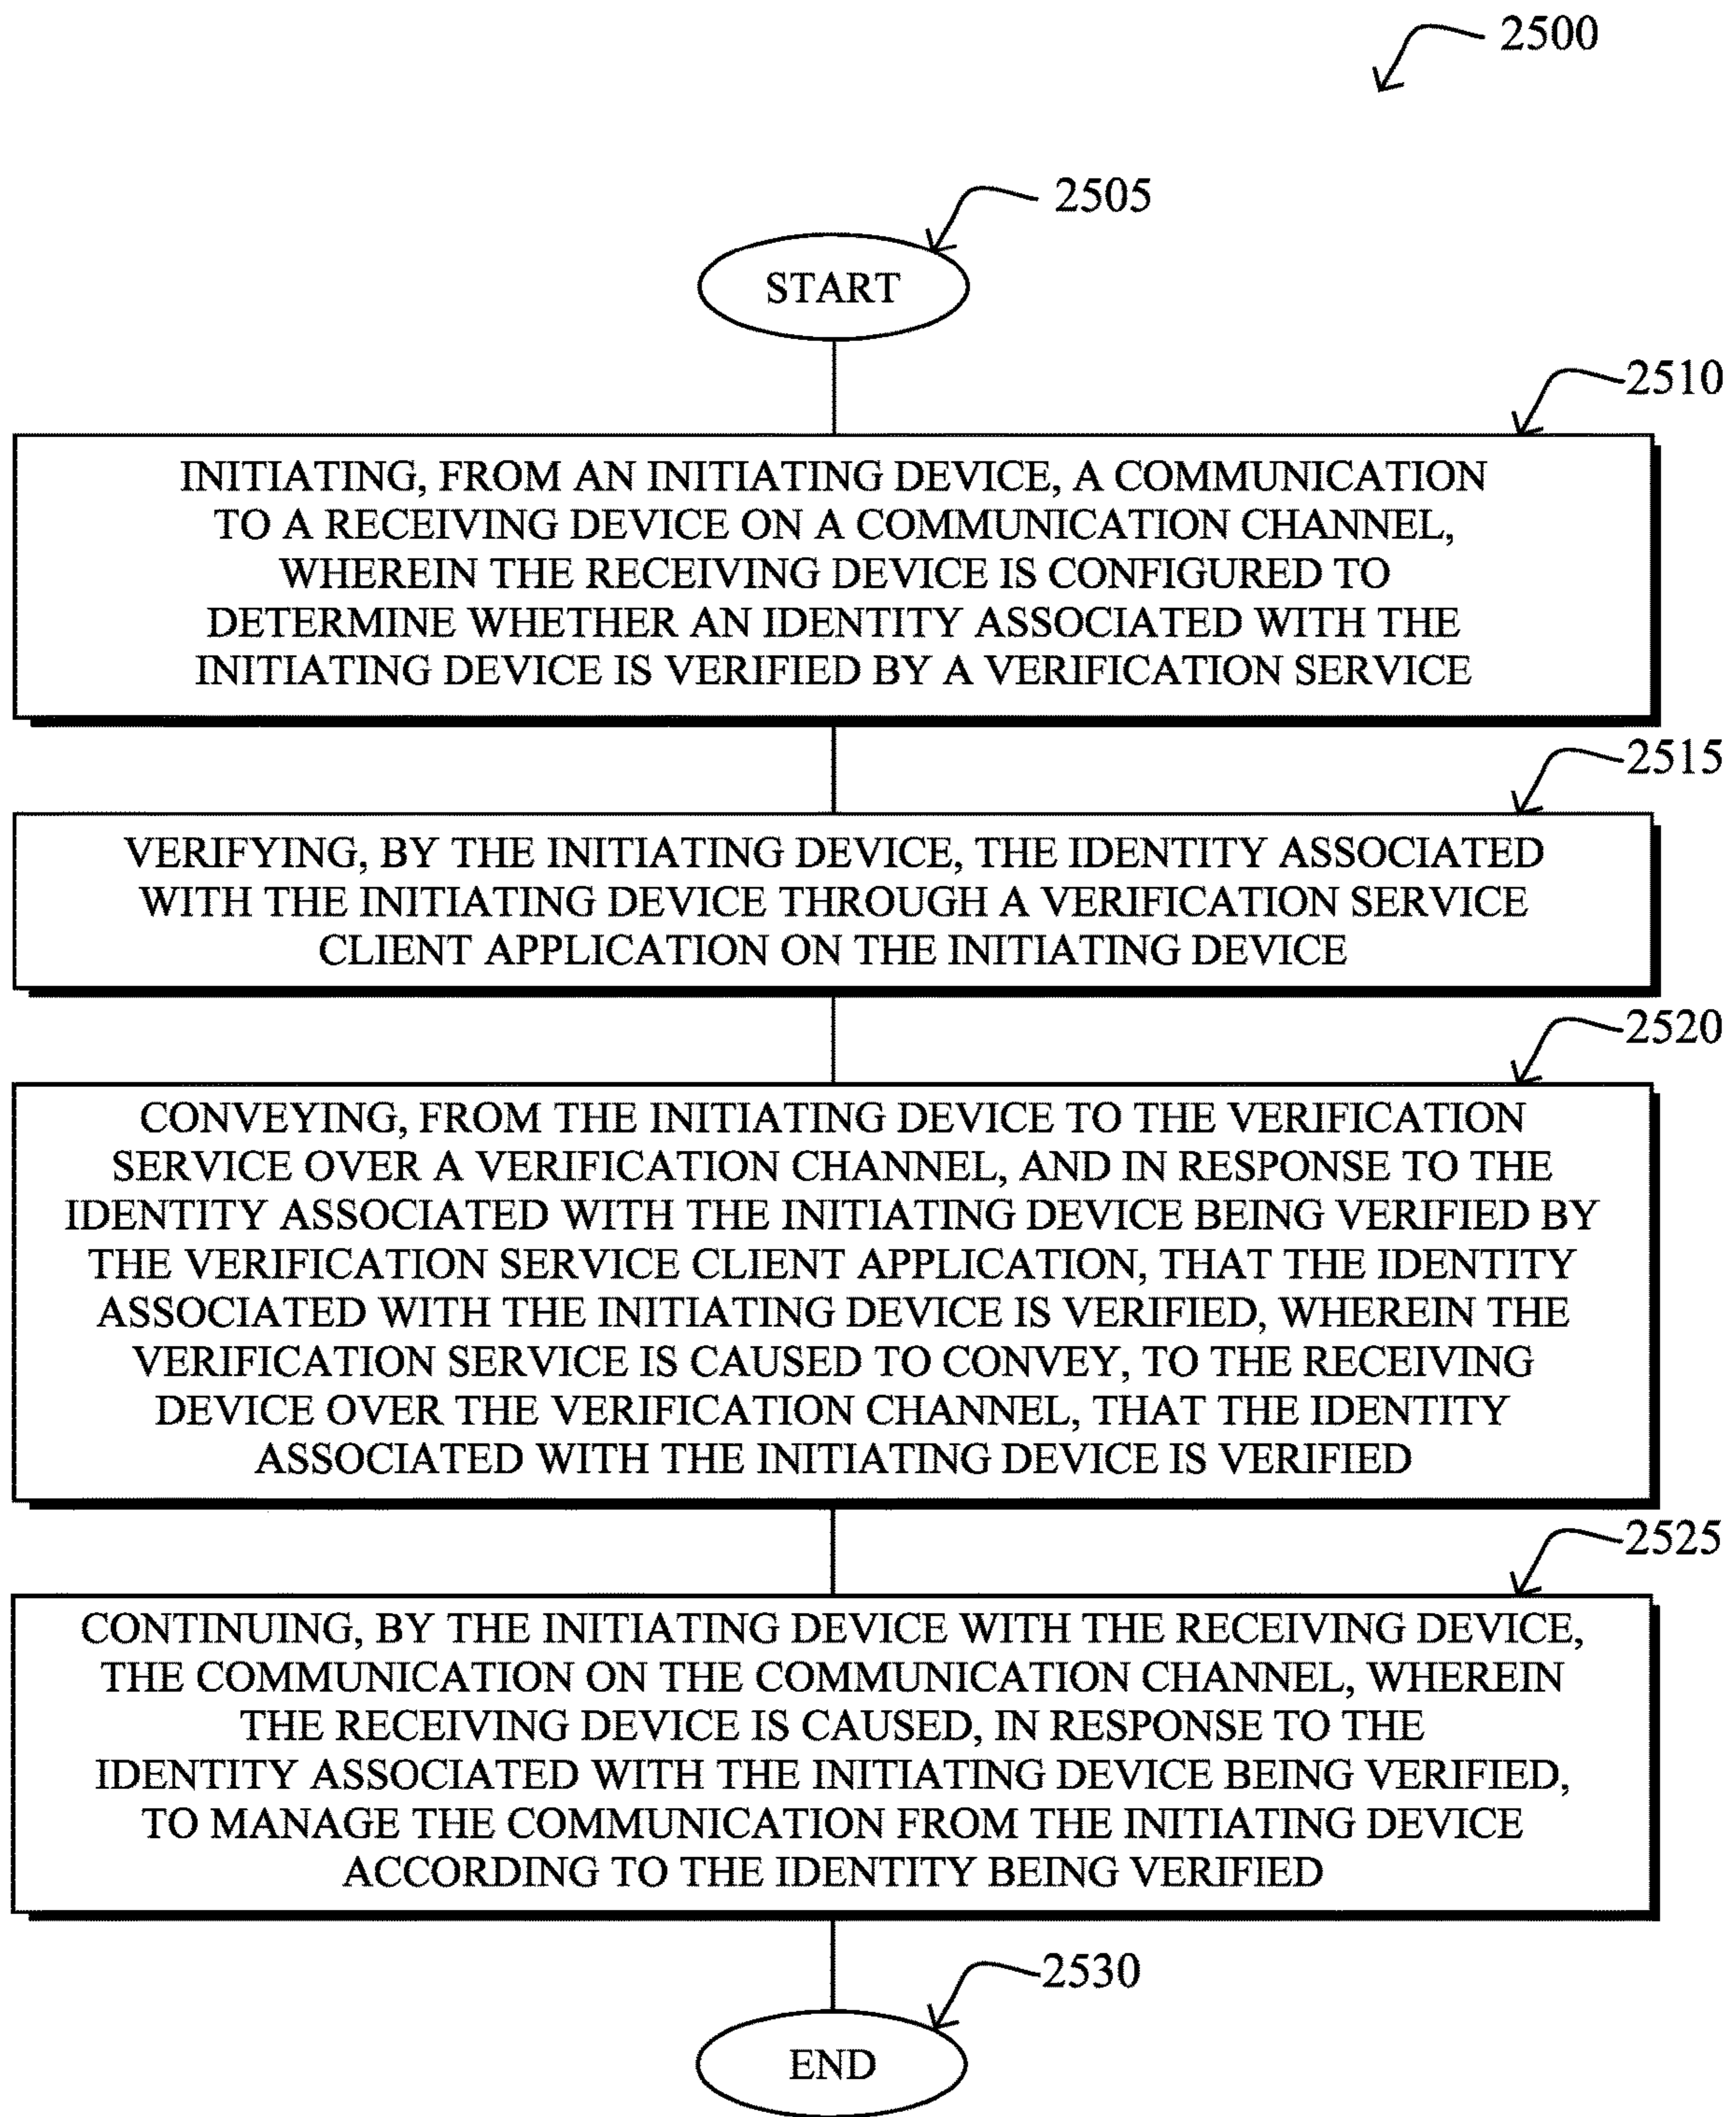 2500
2505
START
2510
INITIATING, FROM AN INITIATING DEVICE, A COMMUNICATION
TO A RECEIVING DEVICE ON A COMMUNICATION CHANNEL,
WHEREIN THE RECEIVING DEVICE IS CONFIGURED TO
DETERMINE WHETHER AN IDENTITY ASSOCIATED WITH THE
INITIATING DEVICE IS VERIFIED BY A VERIFICATION SERVICE
2515
VERIFYING, BY THE INITIATING DEVICE, THE IDENTITY ASSOCIATED
WITH THE INITIATING DEVICE THROUGH A VERIFICATION SERVICE
CLIENT APPLICATION ON THE INITIATING DEVICE
2520
CONVEYING, FROM THE INITIATING DEVICE TO THE VERIFICATION
SERVICE OVER A VERIFICATION CHANNEL, AND IN RESPONSE TO THE
IDENTITY ASSOCIATED WITH THE INITIATING DEVICE BEING VERIFIED BY
THE VERIFICATION SERVICE CLIENT APPLICATION, THAT THE IDENTITY
ASSOCIATED WITH THE INITIATING DEVICE IS VERIFIED, WHEREIN THE
VERIFICATION SERVICE IS CAUSED TO CONVEY, TO THE RECEIVING
DEVICE OVER THE VERIFICATION CHANNEL, THAT THE IDENTITY
ASSOCIATED WITH THE INITIATING DEVICE IS VERIFIED
2525
CONTINUING, BY THE INITIATING DEVICE WITH THE RECEIVING DEVICE,
THE COMMUNICATION ON THE COMMUNICATION CHANNEL, WHEREIN
THE RECEIVING DEVICE IS CAUSED, IN RESPONSE TO THE
IDENTITY ASSOCIATED WITH THE INITIATING DEVICE BEING VERIFIED,
TO MANAGE THE COMMUNICATION FROM THE INITIATING DEVICE
ACCORDING TO THE IDENTITY BEING VERIFIED
2530
END